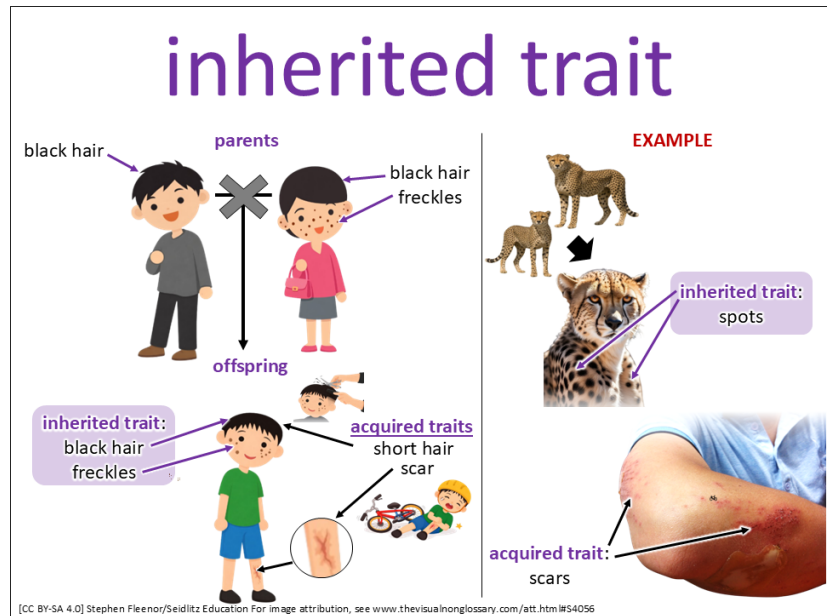 inherited trait
parents
black hair
black hair
freckles
offspring
inherited trait:
black hair
freckles
acquired traits
short hair
scar
EXAMPLE
inherited trait:
spots
acquired trait:
scars
[CC BY-SA 4.0] Stephen Fleenor/Seidlitz Education For image attribution, see www.thevisualnonglossary.com/att.html#S4056